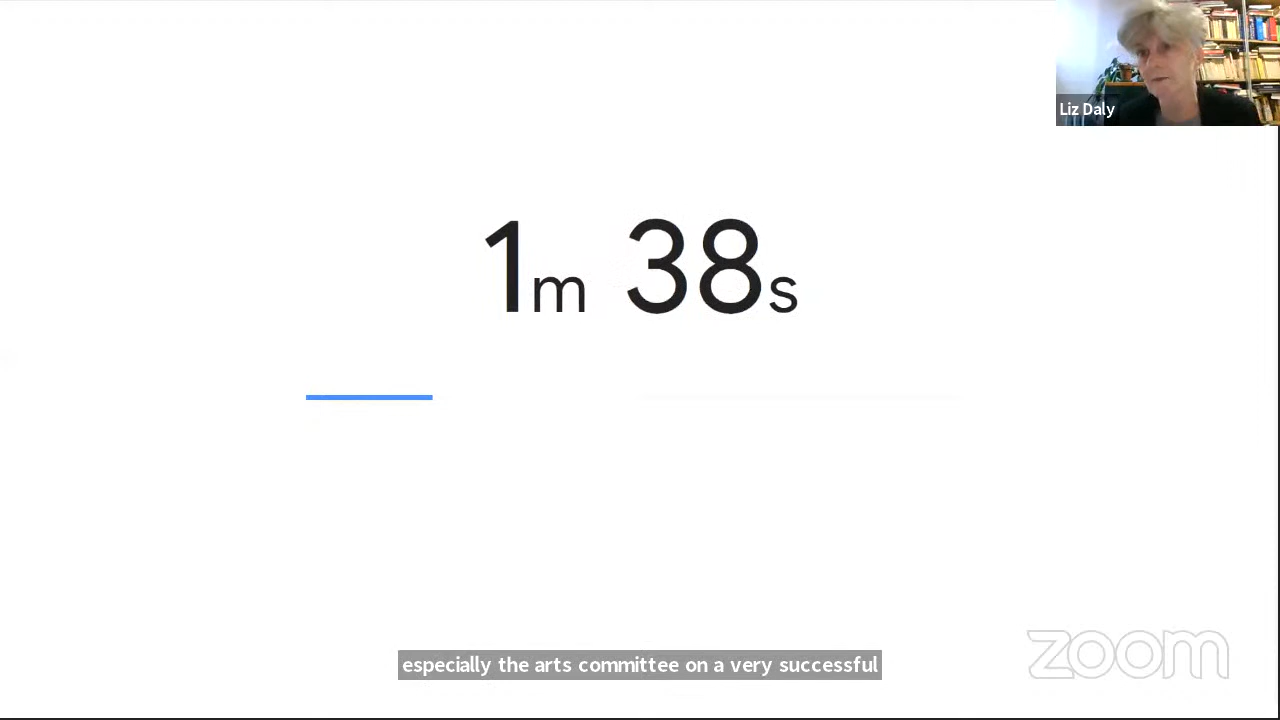 Liz Daly
1m 38s
especially the arts committee on a very successful
zoom